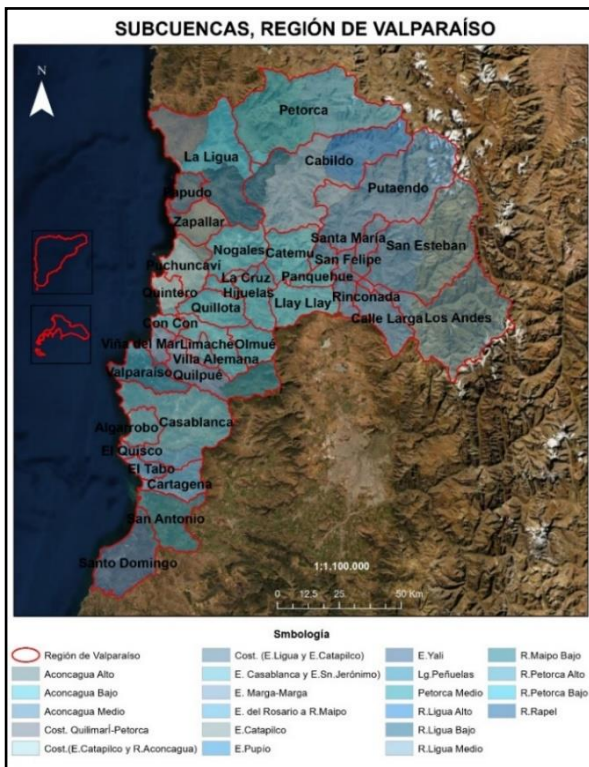 SUBCUENCAS, REGIÓN DE VALPARAÍSO
N
Petorca
La Ligua
Cabildo
Papudo
Putaendo
Zapallar
Santa María
Nogales
Catemu
San Esteban
San Felipe
Puchuncaví
La Cruz
Panquehue
Quintero
Hijuelas
Rinconada
Quillota
Llay Llay
Con Con
Calle Larga
Los Andes
Viña del Mar
Limache
Olmué
Villa Alemana
Valparaíso
Quilpué
Casablanca
Algarrobo
El Quisco
El Tabo
Cartagena
San Antonio
Santo Domingo
1:1.100.000
0 12,5 25 50 Km
Smbología
Región de Valparaíso
Aconcagua Alto
Aconcagua Bajo
Aconcagua Medio
Cost. Quilimarí-Petorca
Cost.(E.Catapilco y R.Aconcagua)
Cost. (E.Ligua y E.Catapilco)
E. Casablanca y E.Sn.Jerónimo)
E. Marga-Marga
E. del Rosario a R.Maipo
E.Catapilco
E.Pupío
E.Yali
Lg.Peñuelas
Petorca Medio
R.Ligua Alto
R.Ligua Bajo
R.Ligua Medio
R.Maipo Bajo
R.Petorca Alto
R.Petorca Bajo
R.Rapel